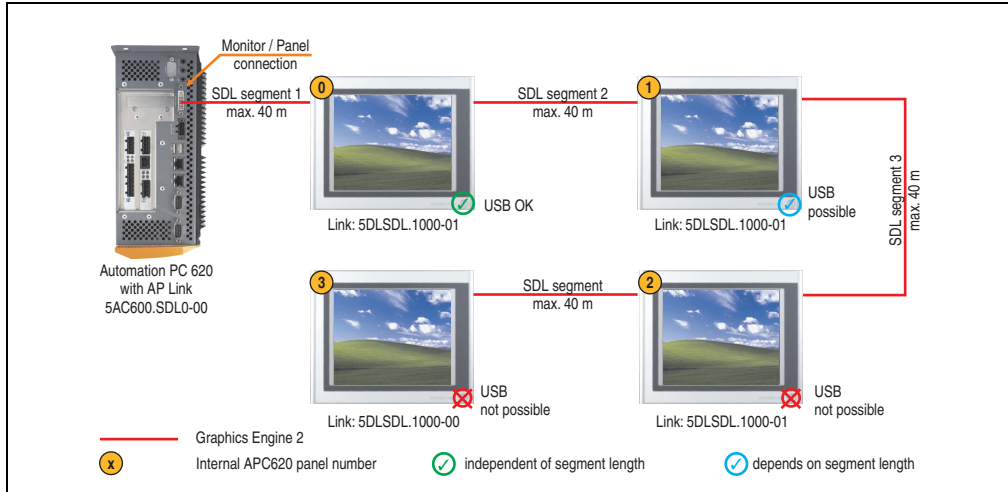 Monitor / Panel
connection
SDL segment 1
max. 40 m
0
SDL segment 2
max. 40 m
1
SDL segment 3
max. 40 m
USB OK
USB
possible
Link: 5DLSDL.1000-01
Link: 5DLSDL.1000-01
Automation PC 620
with AP Link
5AC600.SDL0-00
3
SDL segment
max. 40 m
2
USB
not possible
USB
not possible
Link: 5DLSDL.1000-00
Link: 5DLSDL.1000-01
Graphics Engine 2
x
Internal APC620 panel number
independent of segment length
depends on segment length